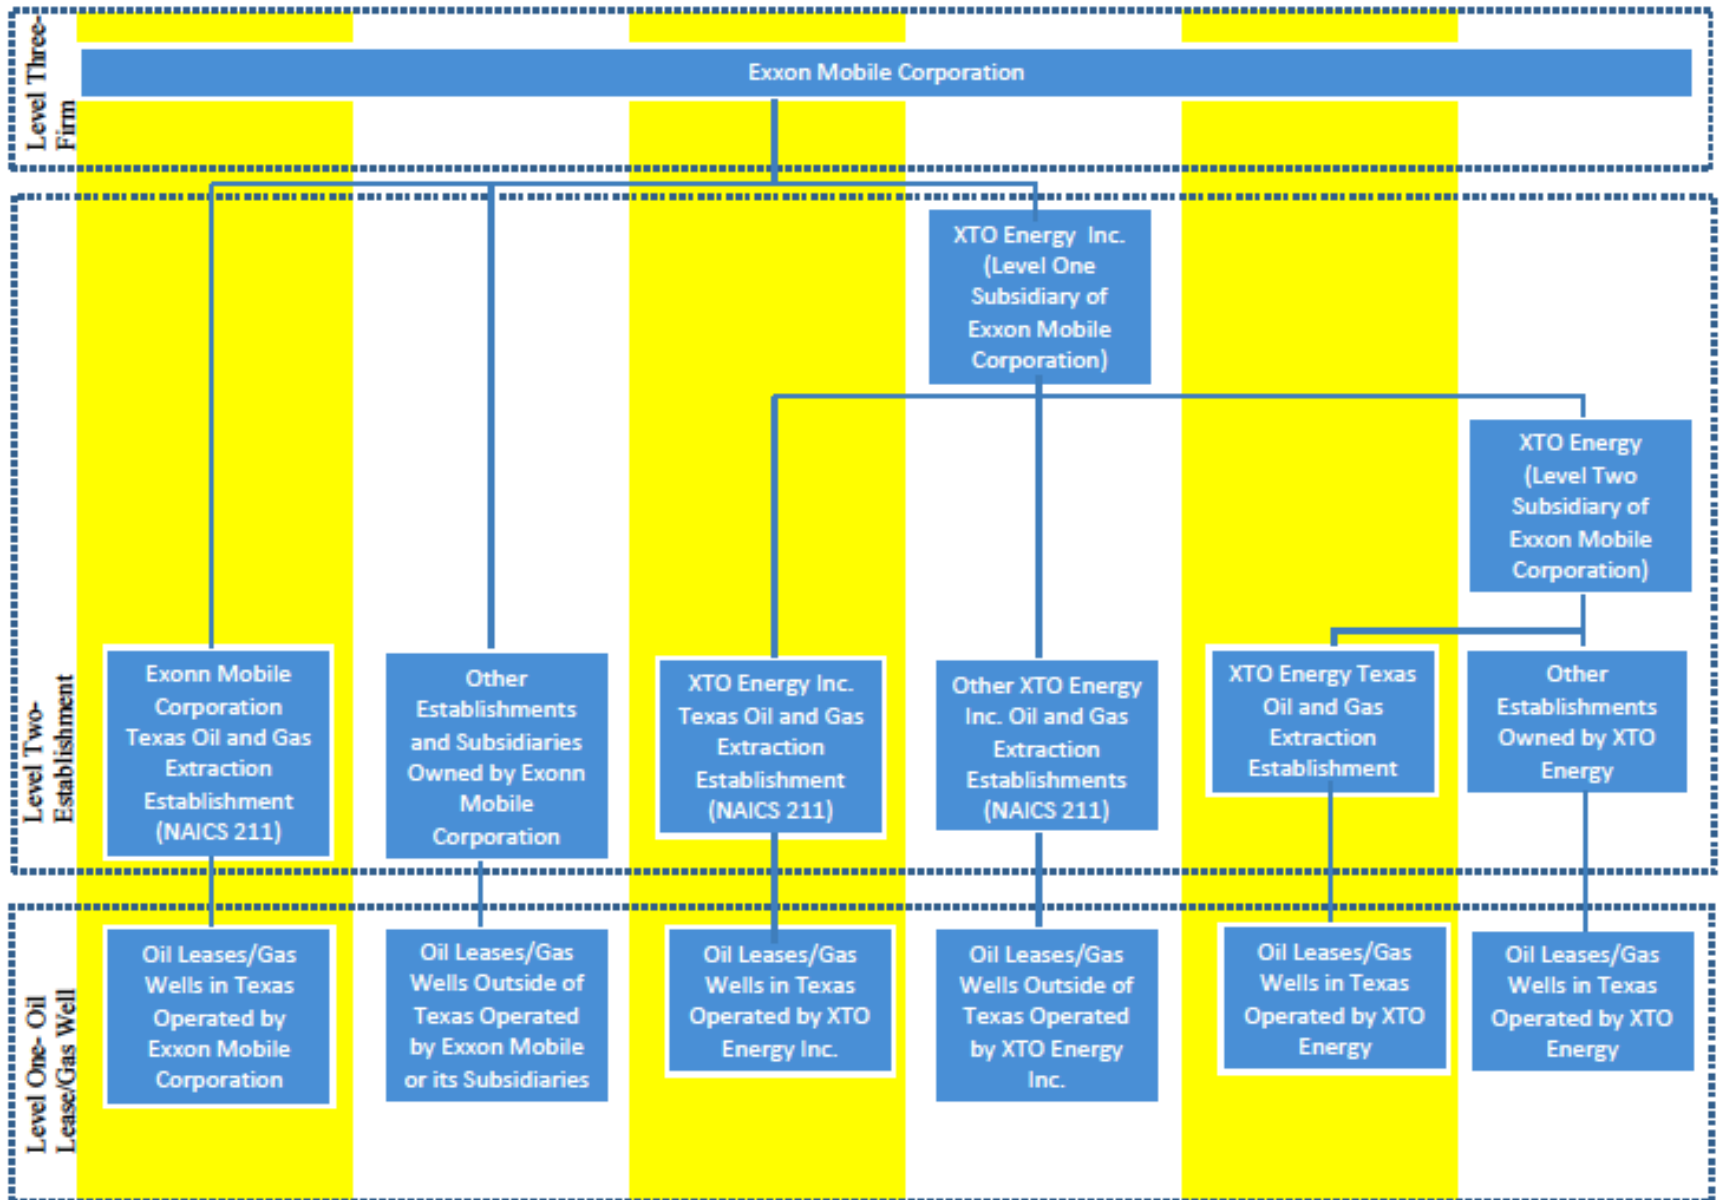 Level Three-
Firm
Exxon Mobile Corporation
Level Two-
Establishment
XTO Energy Inc.
(Level One
Subsidiary of
Exxon Mobile
Corporation)
XTO Energy
(Level Two
Subsidiary of
Exxon Mobile
Corporation)
Exonn Mobile
Corporation
Texas Oil and Gas
Extraction
Establishment
(NAICS 211)
Other
Establishments
and Subsidiaries
Owned by Exonn
Mobile
Corporation
XTO Energy Inc.
Texas Oil and Gas
Extraction
Establishment
(NAICS 211)
Other XTO Energy
Inc. Oil and Gas
Extraction
Establishments
(NAICS 211)
XTO Energy Texas
Oil and Gas
Extraction
Establishment
Other
Establishments
Owned by XTO
Energy
Level One- Oil
Lease/Gas Well
Oil Leases/Gas
Wells in Texas
Operated by
Exxon Mobile
Corporation
Oil Leases/Gas
Wells Outside of
Texas Operated
by Exxon Mobile
or its Subsidiaries
Oil Leases/Gas
Wells in Texas
Operated by XTO
Energy Inc.
Oil Leases/Gas
Wells Outside of
Texas Operated
by XTO Energy
Inc.
Oil Leases/Gas
Wells in Texas
Operated by XTO
Energy
Oil Leases/Gas
Wells in Texas
Operated by XTO
Energy